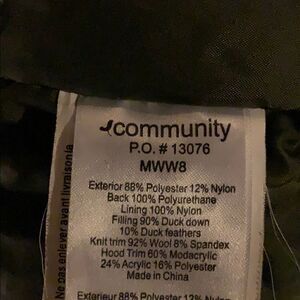 community
P.O. # 13076
MWW8
Exterior 88% Polyester 12% Nylon
Back 100% Polyurethane
Lining 100% Nylon
Filling 90% Duck down
10% Duck feathers
Knit trim 92% Wool 8% Spandex
Hood Trim 60% Modacrylic
24% Acrylic 16% Polyester
Made in China
Exterieur 88% Polyester 12%
Ne pas enlever avant livraison